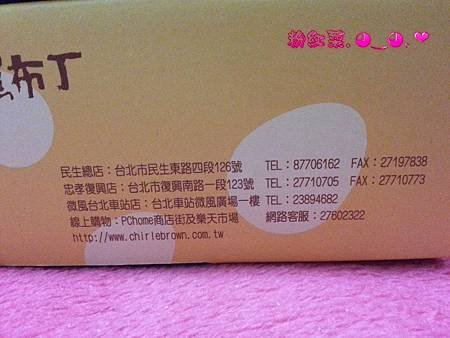 粉紅栗.
布丁
民生總店：台北市民生東路四段126號 TEL：87706162 FAX：27197838
忠孝復興店：台北市復興南路一段123號 TEL：27710705 FAX：27710773
微風台北車站店：台北車站微風廣場一樓 TEL：23894682
線上購物：PChome商店街及樂天市場 網路客服：27602322
http://www.chirlebrown.com.tw